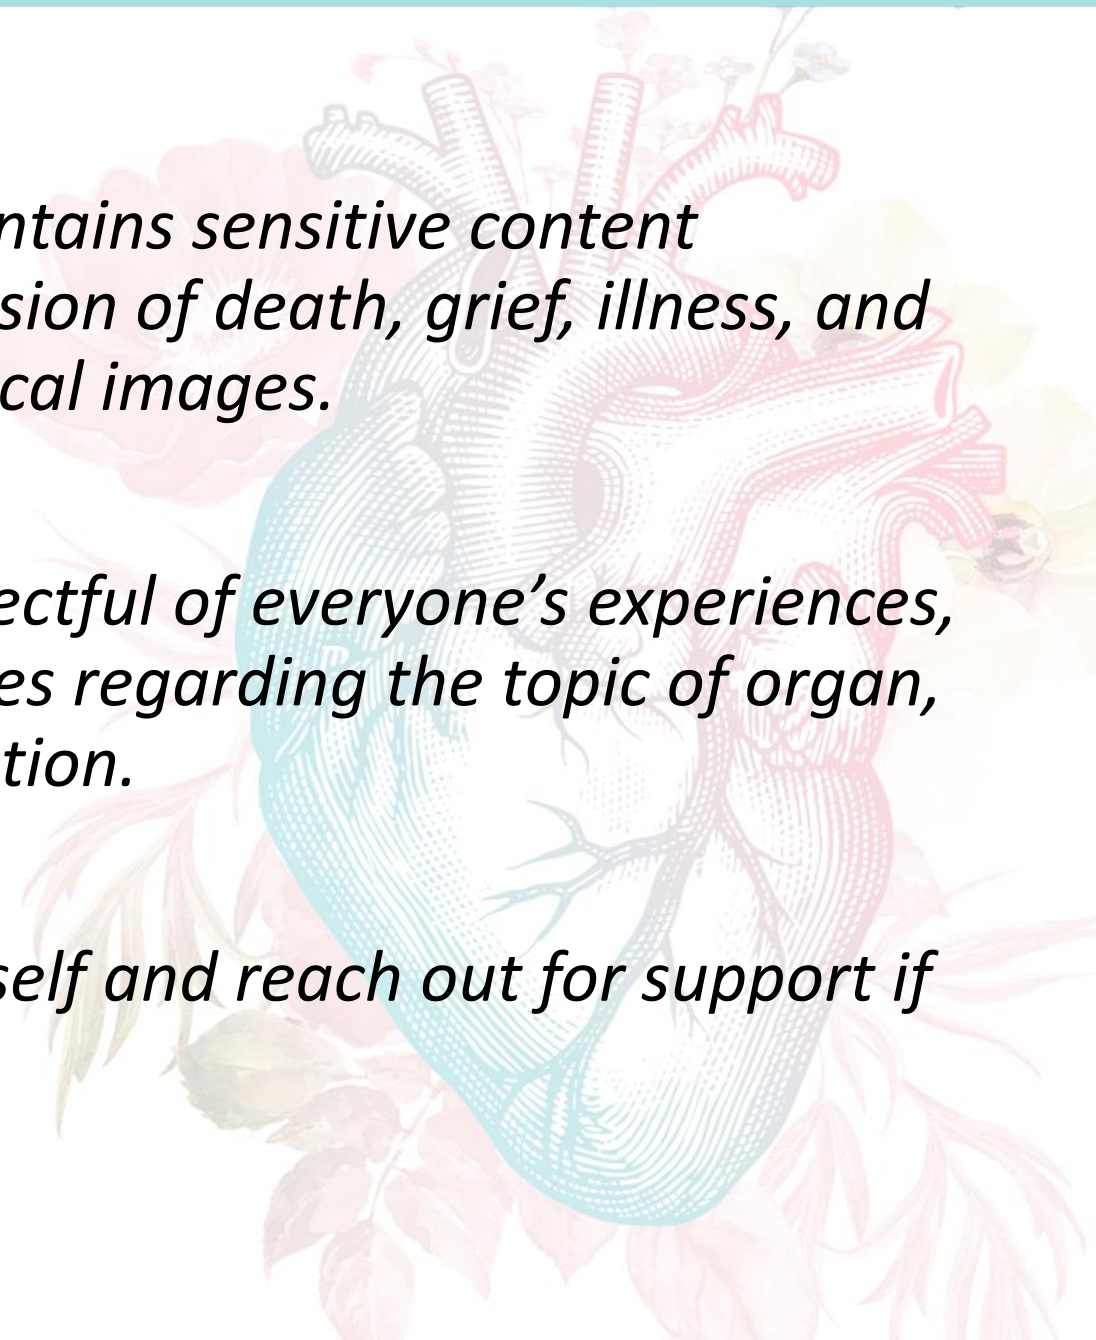 ntains sensitive content
sion of death, grief, illness, and
cal images.
ectful of everyone’s experiences,
es regarding the topic of organ,
tion.
self and reach out for support if